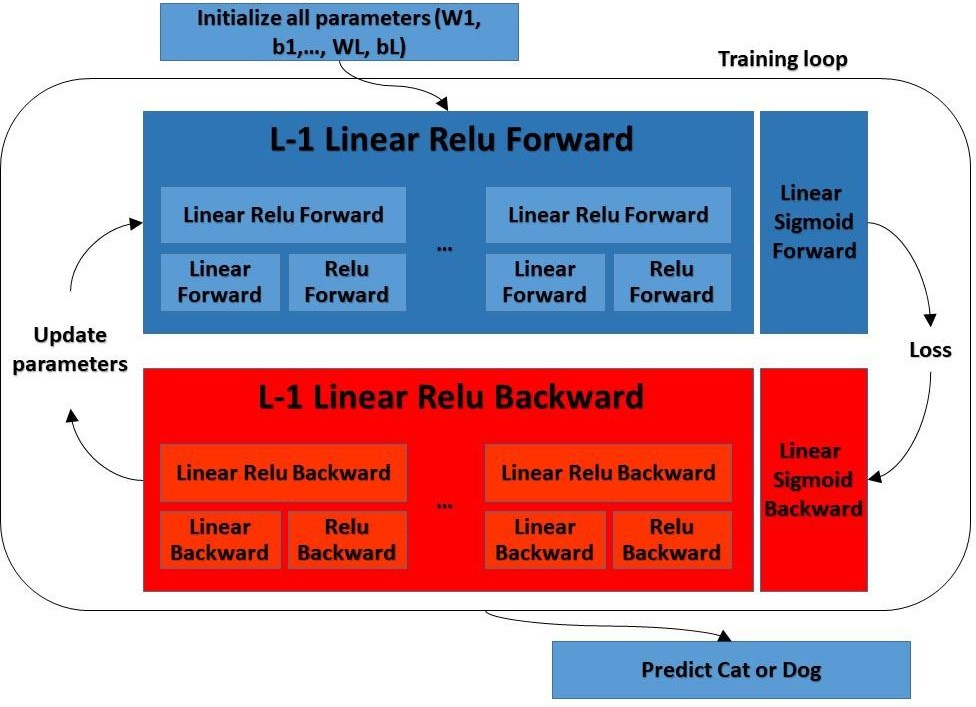 Initialize all parameters (W1,
b1,..., WL, bL)
Training loop
L-1 Linear Relu Forward
Linear Relu Forward
Linear
Forward
Relu
Forward
...
Linear Relu Forward
Linear
Forward
Relu
Forward
Linear
Sigmoid
Forward
Update
parameters
Loss
L-1 Linear Relu Backward
Linear Relu Backward
Linear
Backward
Relu
Backward
...
Linear Relu Backward
Linear
Backward
Relu
Backward
Linear
Sigmoid
Backward
Predict Cat or Dog